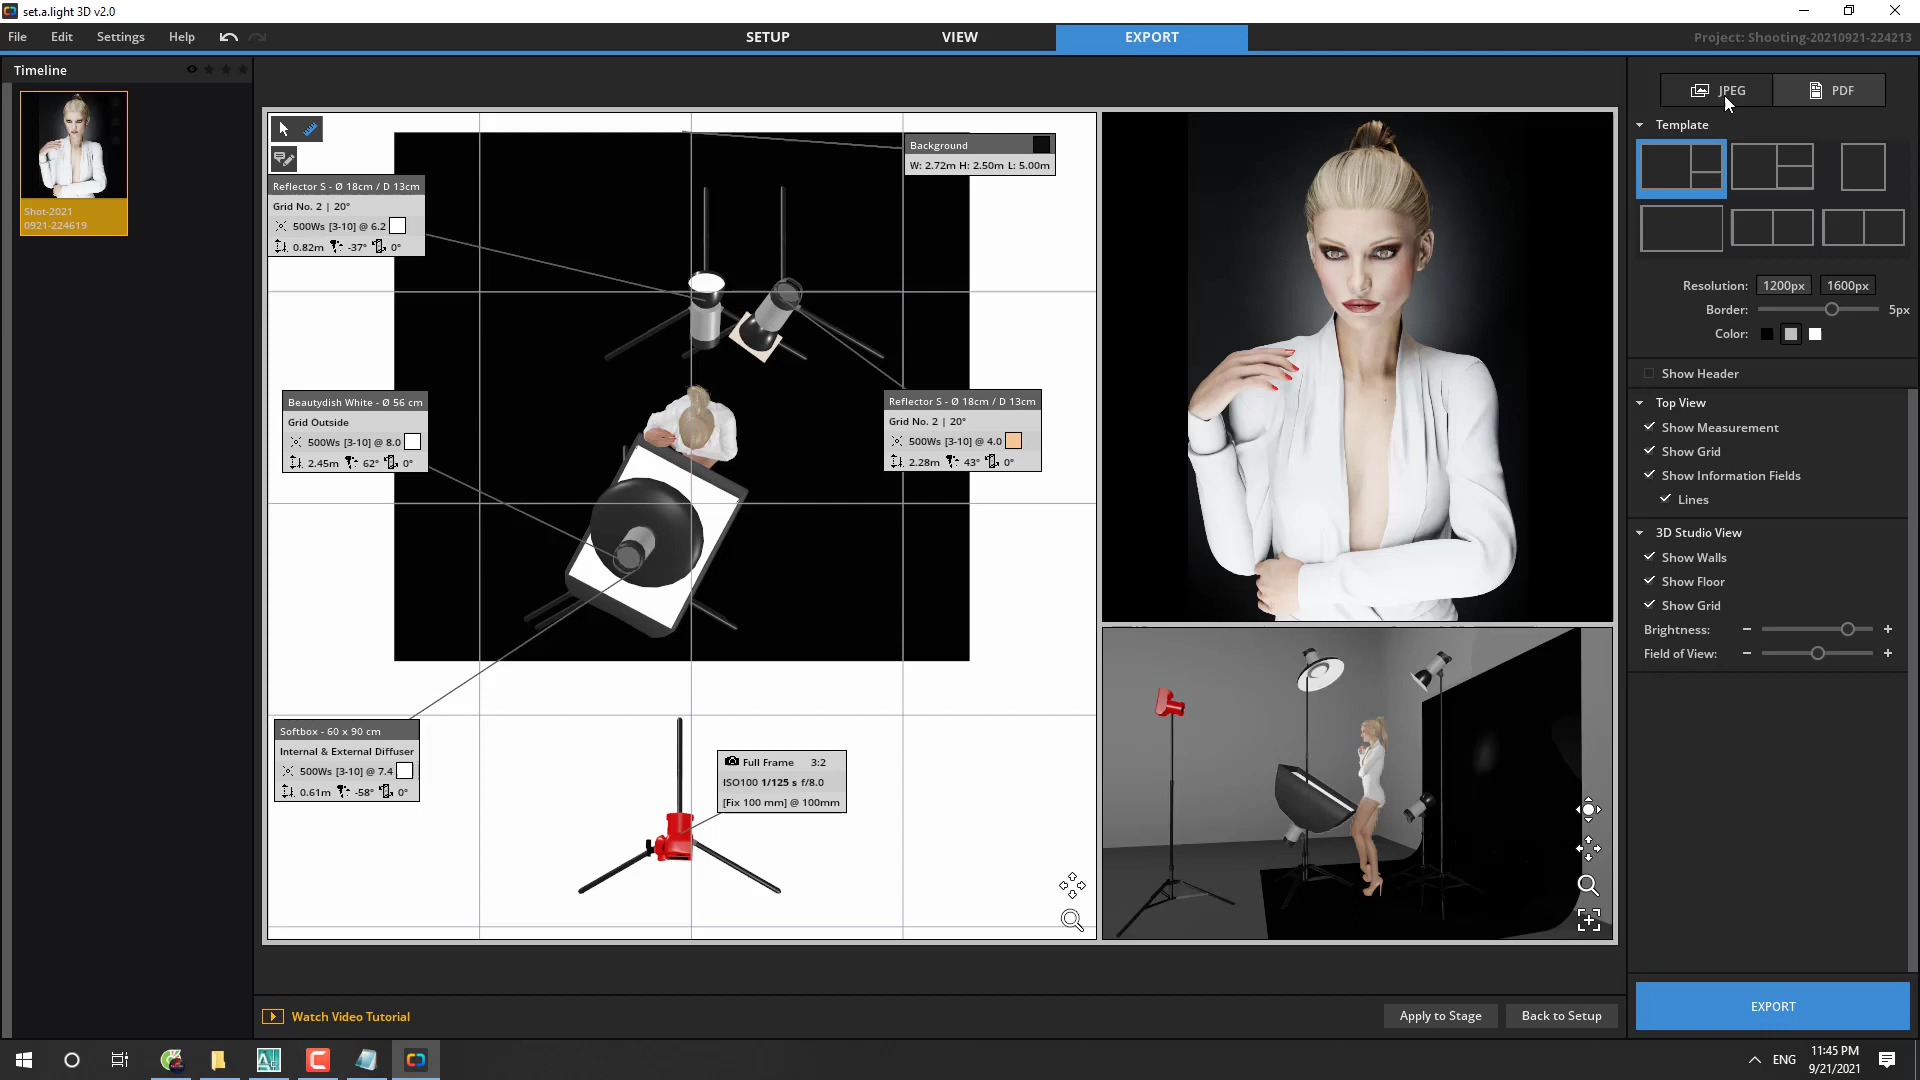 set.a.light 3D v2.0
File Edit Settings Help
SETUP VIEW EXPORT
Project: Shooting-20210921-224213
Timeline
Shot-2021
0921-224619
Background
W: 2.72m H: 2.50m L: 5.00m
Reflector S - Ø 18cm / D 13cm
Grid No. 2 | 20°
500Ws [3-10] @ 6.2
0.82m -37° 0°
Beautydish White - Ø 56 cm
Grid Outside
500Ws [3-10] @ 8.0
2.45m 62° 0°
Reflector S - Ø 18cm / D 13cm
Grid No. 2 | 20°
500Ws [3-10] @ 4.0
2.28m 43° 0°
Softbox - 60 x 90 cm
Internal & External Diffuser
500Ws [3-10] @ 7.4
0.61m -58° 0°
Full Frame 3:2
ISO100 1/125 s f/8.0
[Fix 100 mm] @ 100mm
JPEG PDF
Template
Resolution: 1200px 1600px
Border: 5px
Color:
Show Header
Top View
Show Measurement
Show Grid
Show Information Fields
Lines
3D Studio View
Show Walls
Show Floor
Show Grid
Brightness: - +
Field of View: - +
Watch Video Tutorial
Apply to Stage
Back to Setup
EXPORT
ENG
11:45 PM
9/21/2021